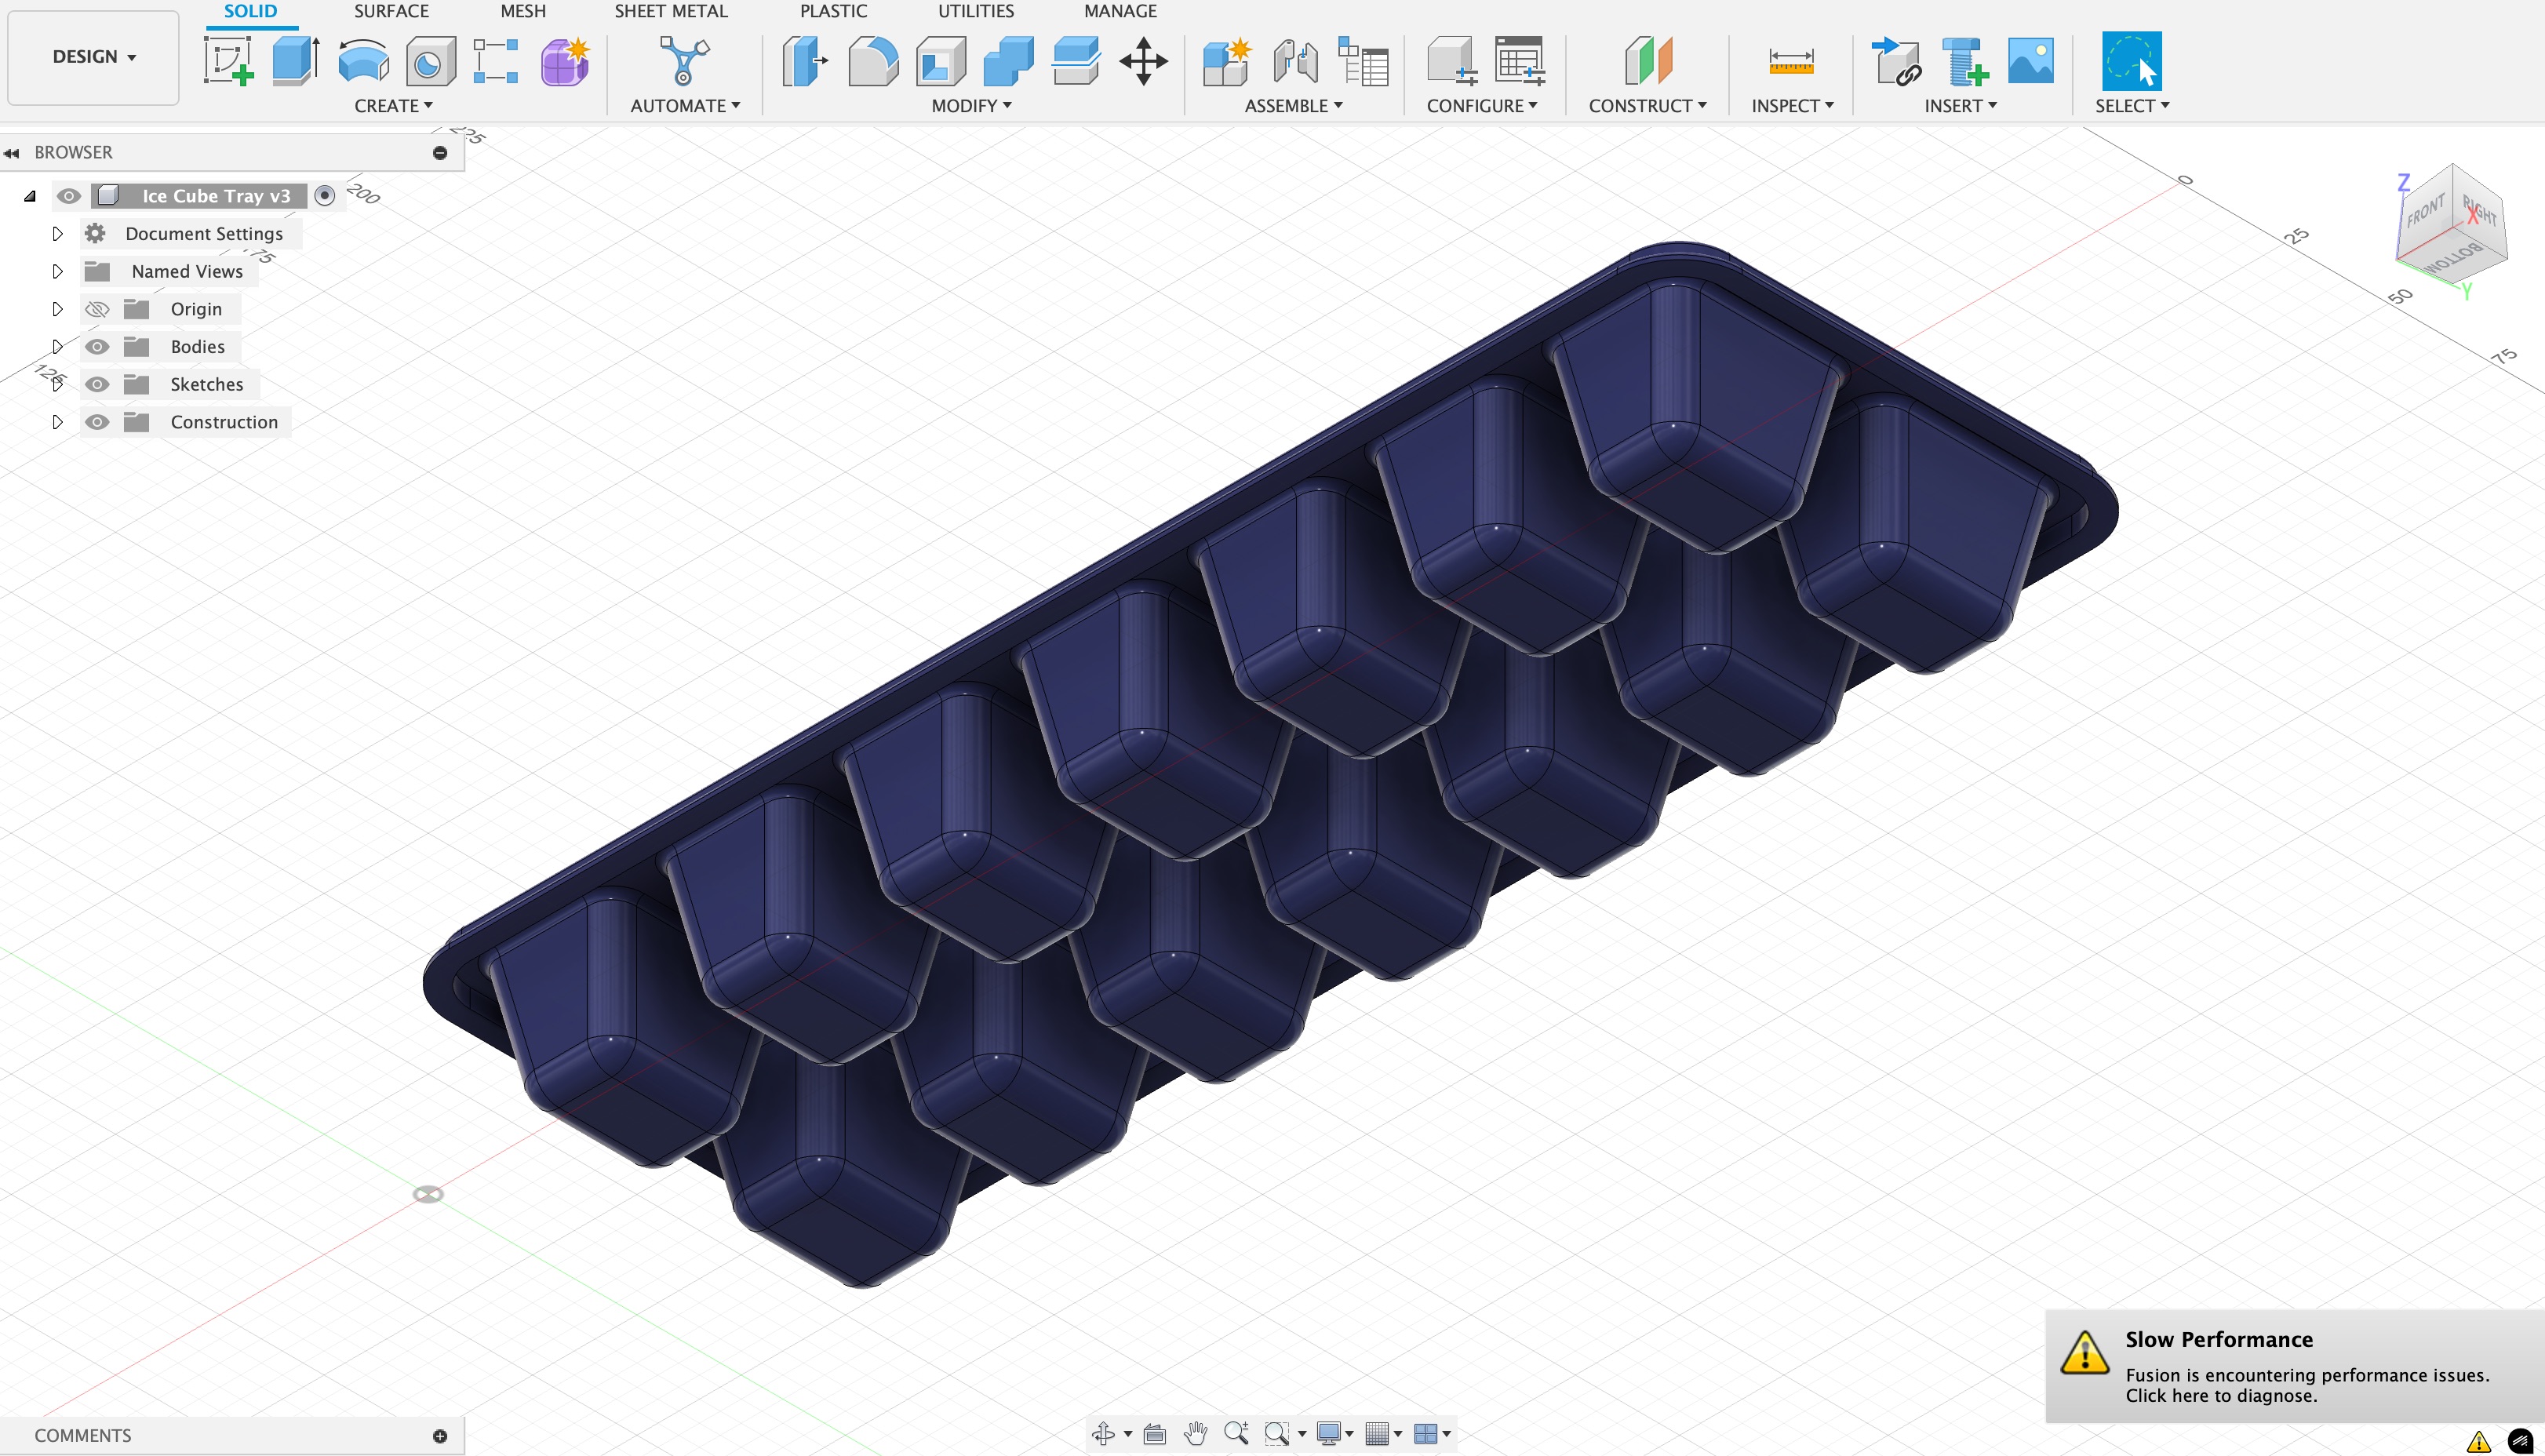 SOLID SURFACE MESH SHEET METAL PLASTIC UTILITIES MANAGE
DESIGN
CREATE AUTOMATE MODIFY ASSEMBLE CONFIGURE CONSTRUCT INSPECT INSERT SELECT
BROWSER
Ice Cube Tray v3
Document Settings
Named Views
Origin
Bodies
Sketches
Construction
225
200
75
125
0
25
50
75
Z
FRONT
RIGHT
X
BOTTOM
Y
Slow Performance
Fusion is encountering performance issues.
Click here to diagnose.
COMMENTS